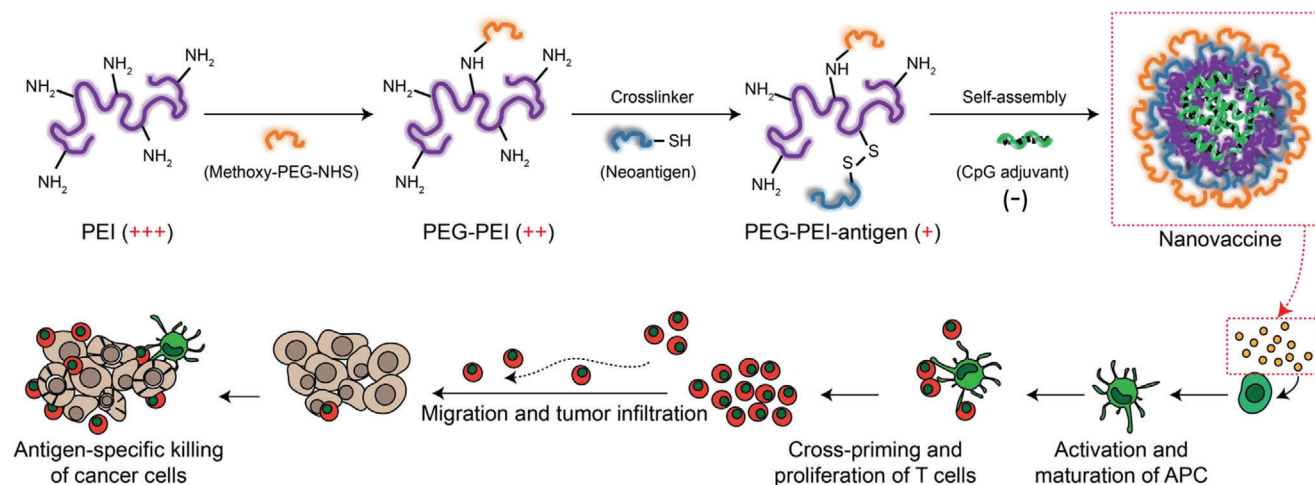 NH₂
NH₂
NH₂
NH₂
NH₂
PEI (+++)
(Methoxy-PEG-NHS)
NH₂
NH
NH₂
NH₂
NH₂
PEG-PEI (++)
Crosslinker
SH
(Neoantigen)
NH₂
NH
NH₂
NH₂
S
S
PEG-PEI-antigen (+)
Self-assembly
(CpG adjuvant)
(−)
Nanovaccine
Antigen-specific killing
of cancer cells
Migration and tumor infiltration
Cross-priming and
proliferation of T cells
Activation and
maturation of APC